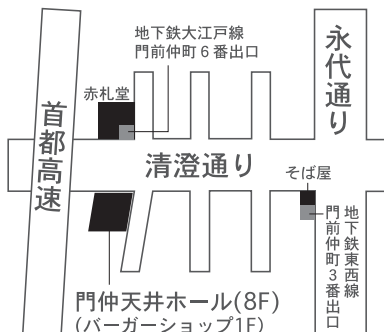 地下鉄大江戸線
門前仲町6番出口
永代通り
赤札堂
首都高速
清澄通り
そば屋
地下鉄東西線
門前仲町3番出口
門仲天井ホール(8F)
(バーガーショップ1F)